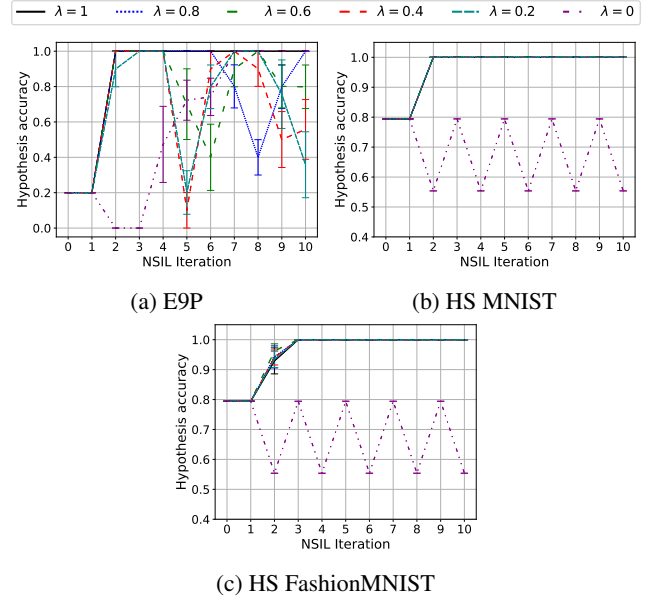 λ = 1 λ = 0.8 λ = 0.6 λ = 0.4 λ = 0.2 λ = 0
Hypothesis accuracy
1.0
0.8
0.6
0.4
0.2
0.0
0 1 2 3 4 5 6 7 8 9 10
NSIL Iteration
(a) E9P
Hypothesis accuracy
1.0
0.9
0.8
0.7
0.6
0.5
0.4
0 1 2 3 4 5 6 7 8 9 10
NSIL Iteration
(b) HS MNIST
Hypothesis accuracy
1.0
0.9
0.8
0.7
0.6
0.5
0.4
0 1 2 3 4 5 6 7 8 9 10
NSIL Iteration
(c) HS FashionMNIST